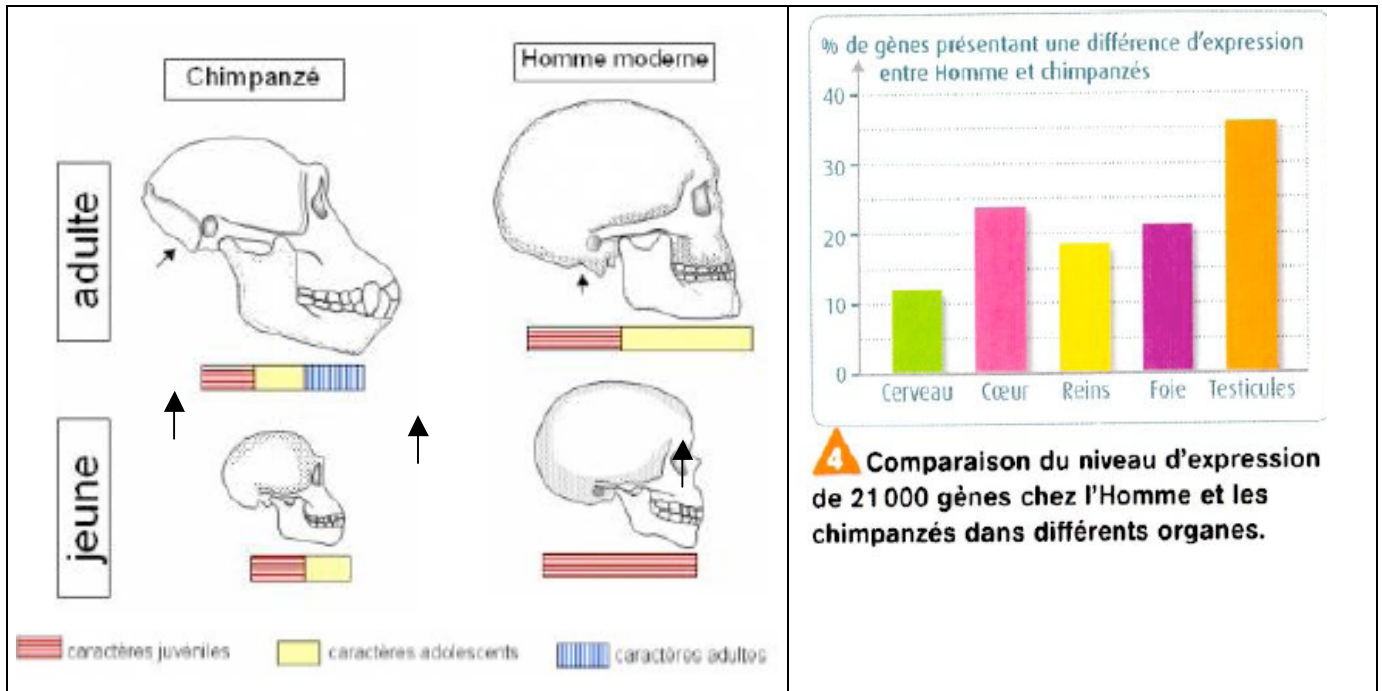 Chimpanzé
Homme moderne
adulte
jeune
caractères juvéniles
caractères adolescents
caractères adultes
% de gènes présentant une différence d'expression
entre Homme et chimpanzés
40
30
20
10
0
Cerveau
Cœur
Reins
Foie
Testicules
4 Comparaison du niveau d'expression
de 21 000 gènes chez l'Homme et les
chimpanzés dans différents organes.